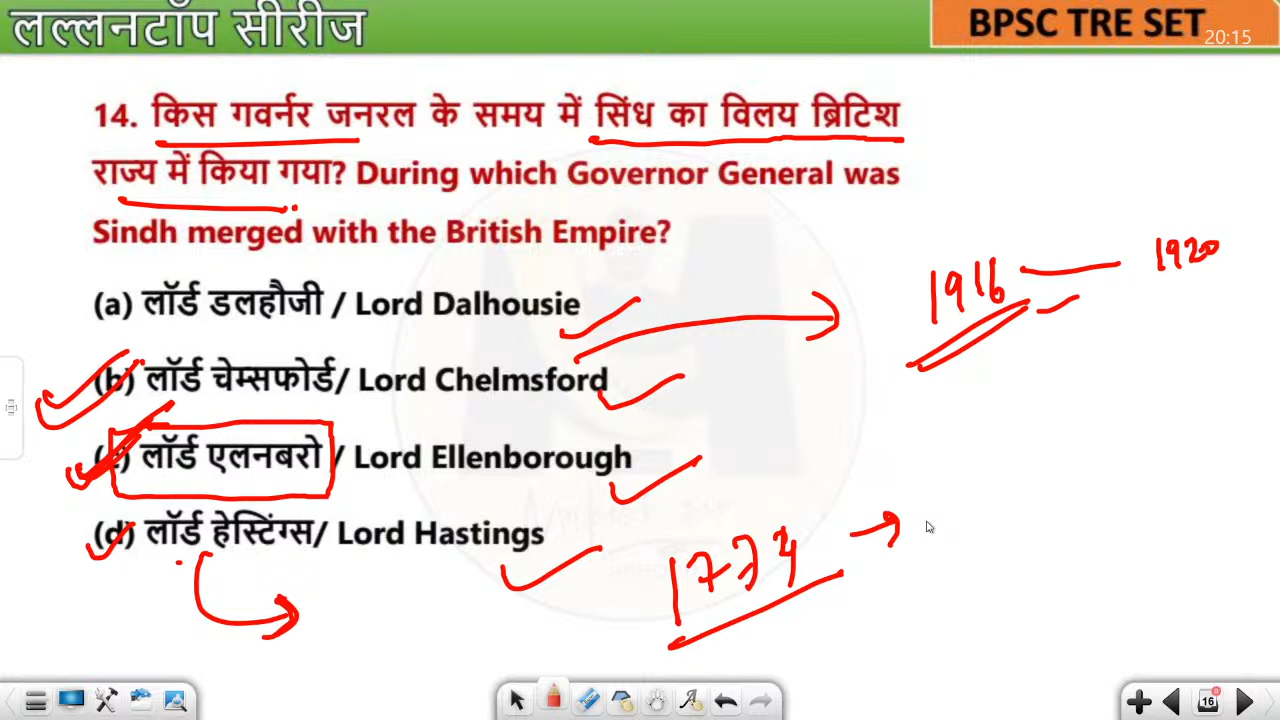 लल्लनटॉप सीरीज
BPSC TRE SET
20:15
14. किस गवर्नर जनरल के समय में सिंध का विलय ब्रिटिश
राज्य में किया गया? During which Governor General was
Sindh merged with the British Empire?
1916 — 1920
(a) लॉर्ड डलहौजी / Lord Dalhousie
(b) लॉर्ड चेम्सफोर्ड/ Lord Chelmsford
लॉर्ड एलनबरो / Lord Ellenborough
(d) लॉर्ड हेस्टिंग्स/ Lord Hastings
16